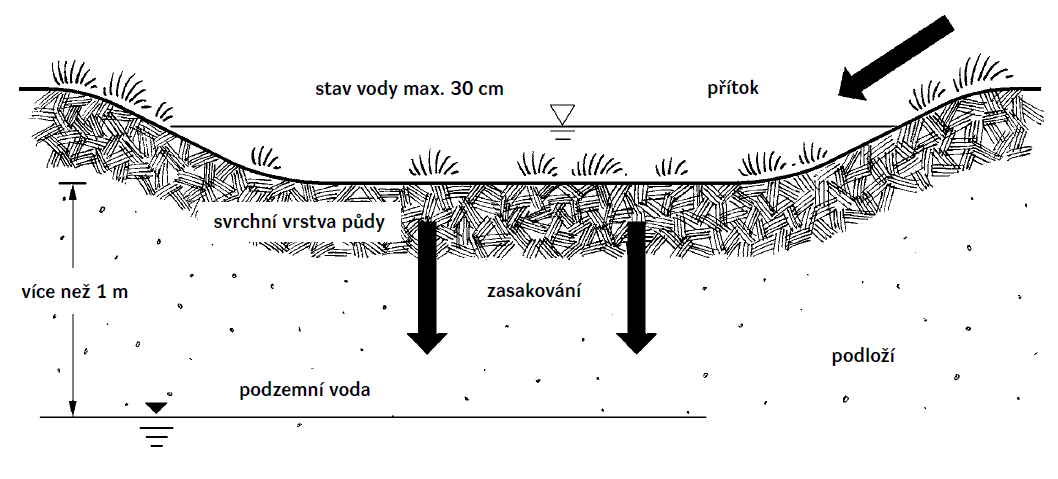 stav vody max. 30 cm
přítok
svrchní vrstva půdy
více než 1 m
zasakování
podloží
podzemní voda